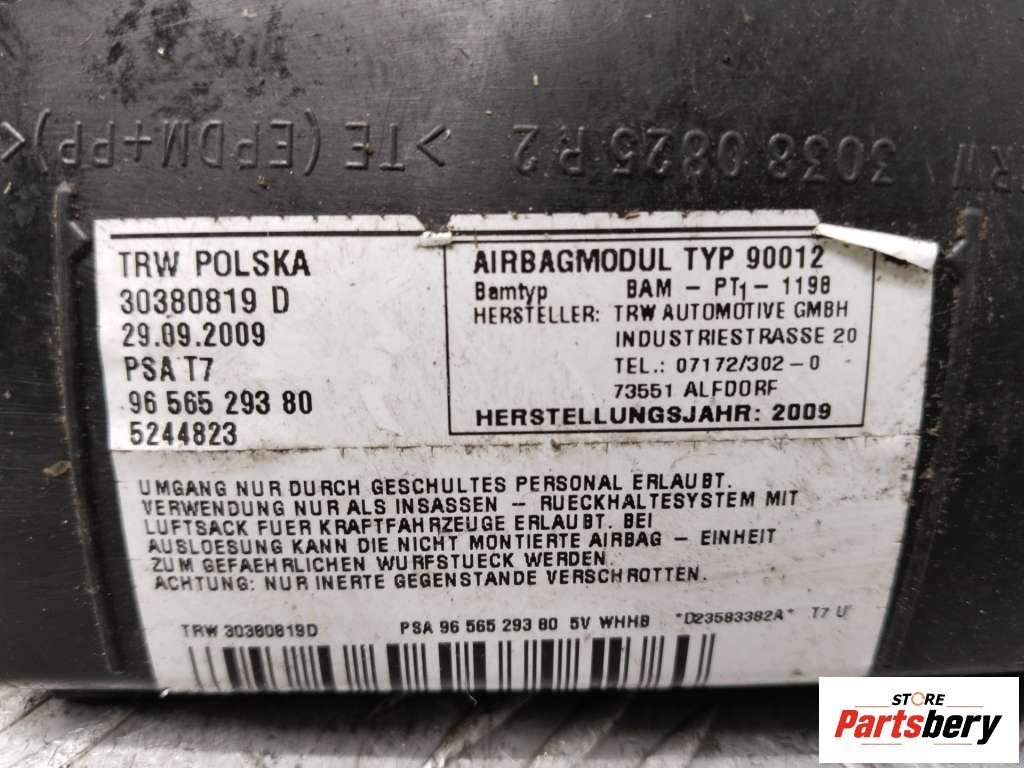 TRW 3038 0825 R2 >TE (EPDM+PP)<
TRW POLSKA
30380819 D
29.09.2009
PSA T7
96 565 293 80
5244823
AIRBAGMODUL TYP 90012
Bamtyp BAM – PT1 – 1198
HERSTELLER: TRW AUTOMOTIVE GMBH
INDUSTRIESTRASSE 20
TEL.: 07172/302–0
73551 ALFDORF
HERSTELLUNGSJAHR: 2009
UMGANG NUR DURCH GESCHULTES PERSONAL ERLAUBT.
VERWENDUNG NUR ALS INSASSEN – RUECKHALTESYSTEM MIT
LUFTSACK FUER KRAFTFAHRZEUGE ERLAUBT. BEI
AUSLOESUNG KANN DIE NICHT MONTIERTE AIRBAG – EINHEIT
ZUM GEFAEHRLICHEN WURFSTUECK WERDEN.
ACHTUNG: NUR INERTE GEGENSTANDE VERSCHROTTEN.
TRW 30380819D PSA 96 565 293 80 5V WHHB *D23583382A* T7 U
STORE
Partsbery